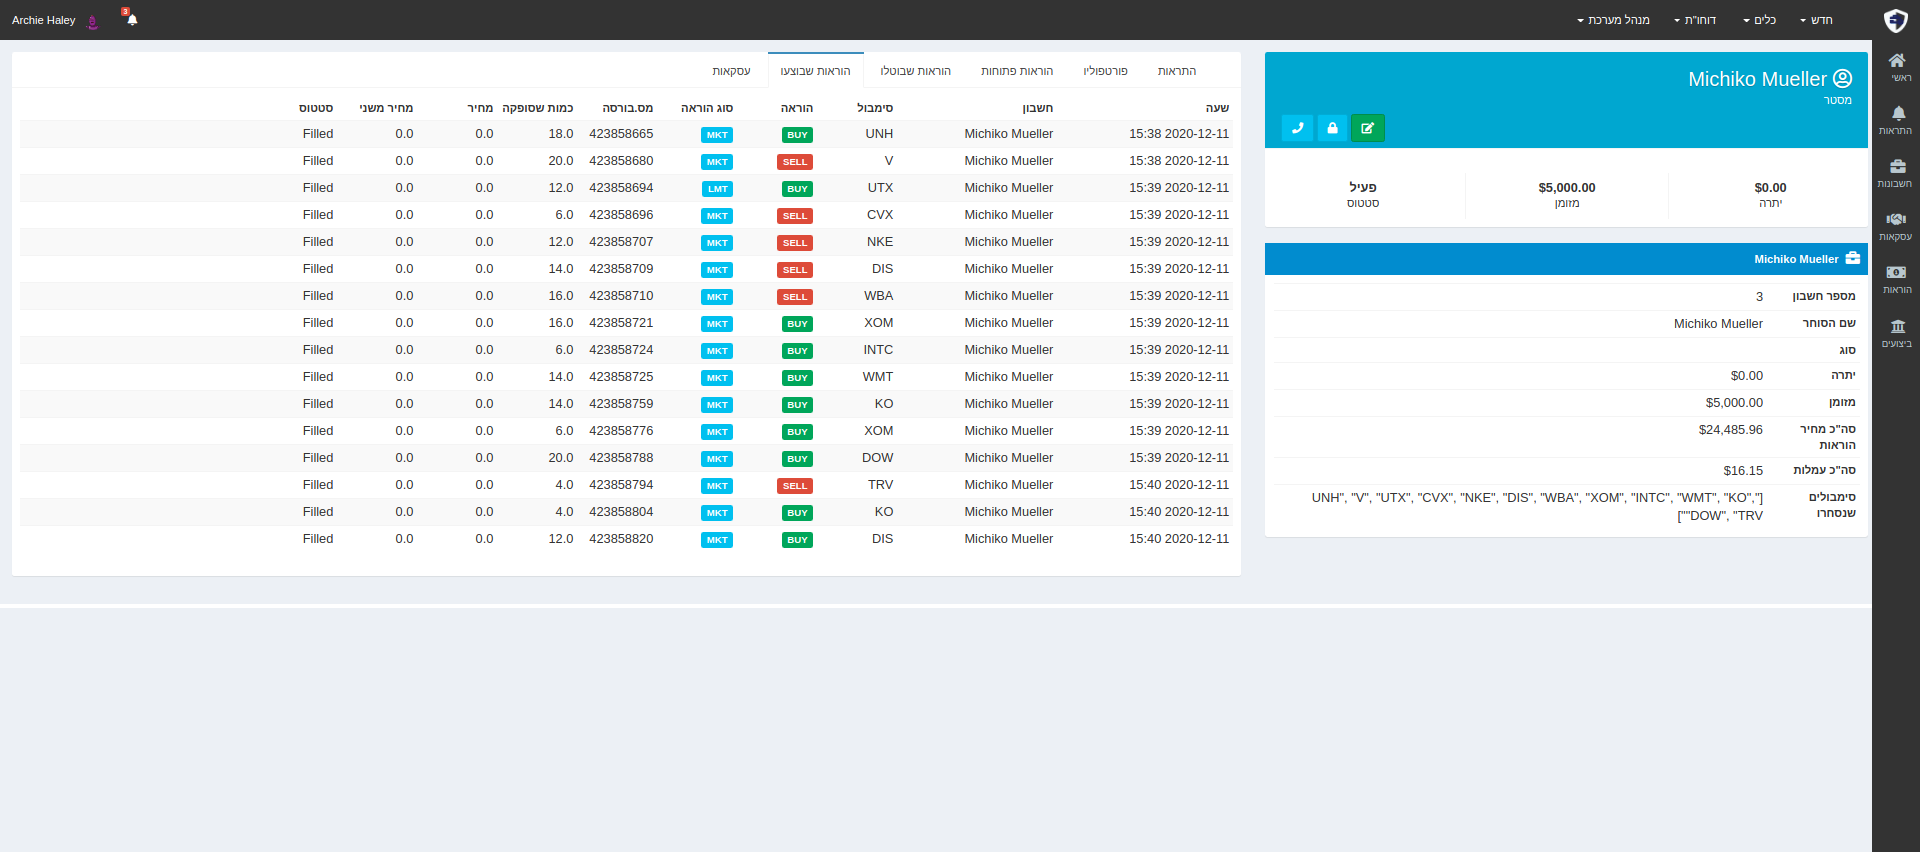 חדש
כלים
דוחו"ת
מנהל מערכת
3
Archie Haley
ראשי
התראות
חשבונות
עסקאות
הוראות
ביצועים
Michiko Mueller
מסטר
$0.00
יתרה
$5,000.00
מזומן
פעיל
סטטוס
Michiko Mueller
מספר חשבון 3
שם הסוחר Michiko Mueller
סוג
יתרה $0.00
מזומן $5,000.00
סה"כ מחיר הוראות $24,485.96
סה"כ עמלות $16.15
סימבולים שנסחרו
UNH", "V", "UTX", "CVX", "NKE", "DIS", "WBA", "XOM", "INTC", "WMT", "KO","]
[""DOW", "TRV
התראות פורטפוליו הוראות פתוחות הוראות שבוטלו הוראות שבוצעו עסקאות
שעה חשבון סימבול הוראה סוג הוראה מס.בורסה כמות שסופקה מחיר מחיר משני סטטוס
15:38 2020-12-11 Michiko Mueller UNH BUY MKT 423858665 18.0 0.0 0.0 Filled
15:38 2020-12-11 Michiko Mueller V SELL MKT 423858680 20.0 0.0 0.0 Filled
15:39 2020-12-11 Michiko Mueller UTX BUY LMT 423858694 12.0 0.0 0.0 Filled
15:39 2020-12-11 Michiko Mueller CVX SELL MKT 423858696 6.0 0.0 0.0 Filled
15:39 2020-12-11 Michiko Mueller NKE SELL MKT 423858707 12.0 0.0 0.0 Filled
15:39 2020-12-11 Michiko Mueller DIS SELL MKT 423858709 14.0 0.0 0.0 Filled
15:39 2020-12-11 Michiko Mueller WBA SELL MKT 423858710 16.0 0.0 0.0 Filled
15:39 2020-12-11 Michiko Mueller XOM BUY MKT 423858721 16.0 0.0 0.0 Filled
15:39 2020-12-11 Michiko Mueller INTC BUY MKT 423858724 6.0 0.0 0.0 Filled
15:39 2020-12-11 Michiko Mueller WMT BUY MKT 423858725 14.0 0.0 0.0 Filled
15:39 2020-12-11 Michiko Mueller KO BUY MKT 423858759 14.0 0.0 0.0 Filled
15:39 2020-12-11 Michiko Mueller XOM BUY MKT 423858776 6.0 0.0 0.0 Filled
15:39 2020-12-11 Michiko Mueller DOW BUY MKT 423858788 20.0 0.0 0.0 Filled
15:40 2020-12-11 Michiko Mueller TRV SELL MKT 423858794 4.0 0.0 0.0 Filled
15:40 2020-12-11 Michiko Mueller KO BUY MKT 423858804 4.0 0.0 0.0 Filled
15:40 2020-12-11 Michiko Mueller DIS BUY MKT 423858820 12.0 0.0 0.0 Filled